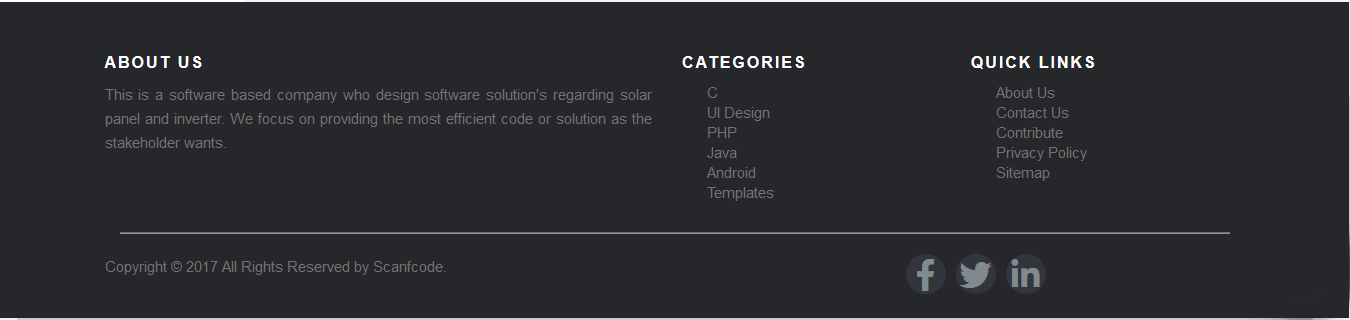 ABOUT US
This is a software based company who design software solution's regarding solar
panel and inverter. We focus on providing the most efficient code or solution as the
stakeholder wants.
CATEGORIES
C
UI Design
PHP
Java
Android
Templates
QUICK LINKS
About Us
Contact Us
Contribute
Privacy Policy
Sitemap
Copyright © 2017 All Rights Reserved by Scanfcode.